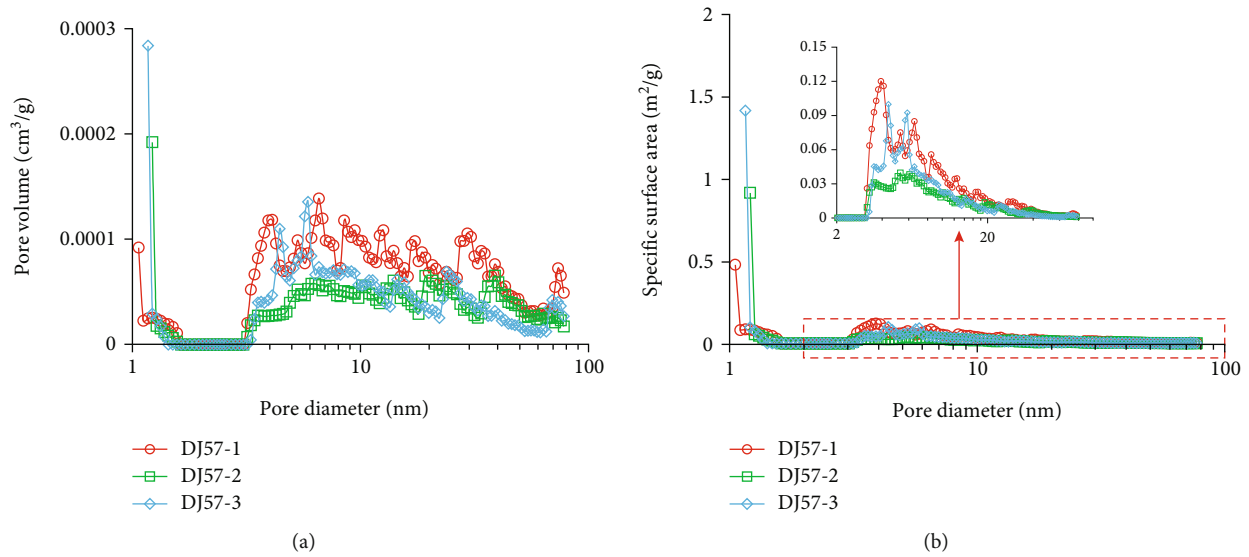 (a)
0.0003
0.0002
0.0001
0
Pore volume (cm³/g)
1
10
100
Pore diameter (nm)
DJ57-1
DJ57-2
DJ57-3
(a)
(b)
2
1.5
1
0.5
0
Specific surface area (m²/g)
0.15
0.12
0.09
0.06
0.03
0
2
20
1
10
100
Pore diameter (nm)
DJ57-1
DJ57-2
DJ57-3
(b)